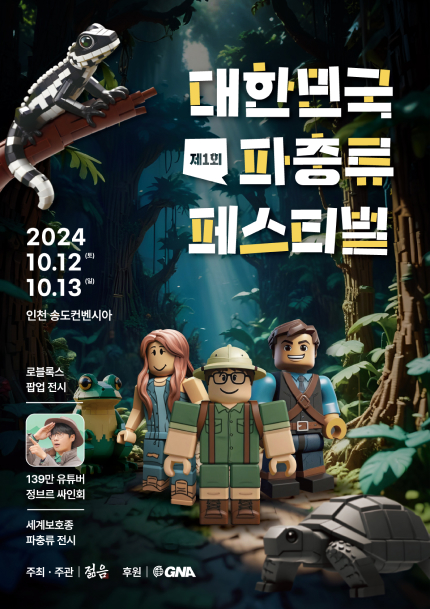 대한민국
제1회
파충류
페스티벌
2024
10.12 (토)
10.13 (일)
인천 송도컨벤시아
로블록스
팝업 전시
139만 유튜버
정브르 싸인회
세계보호종
파충류 전시
주최 · 주관 | 젊음 후원 | GNA